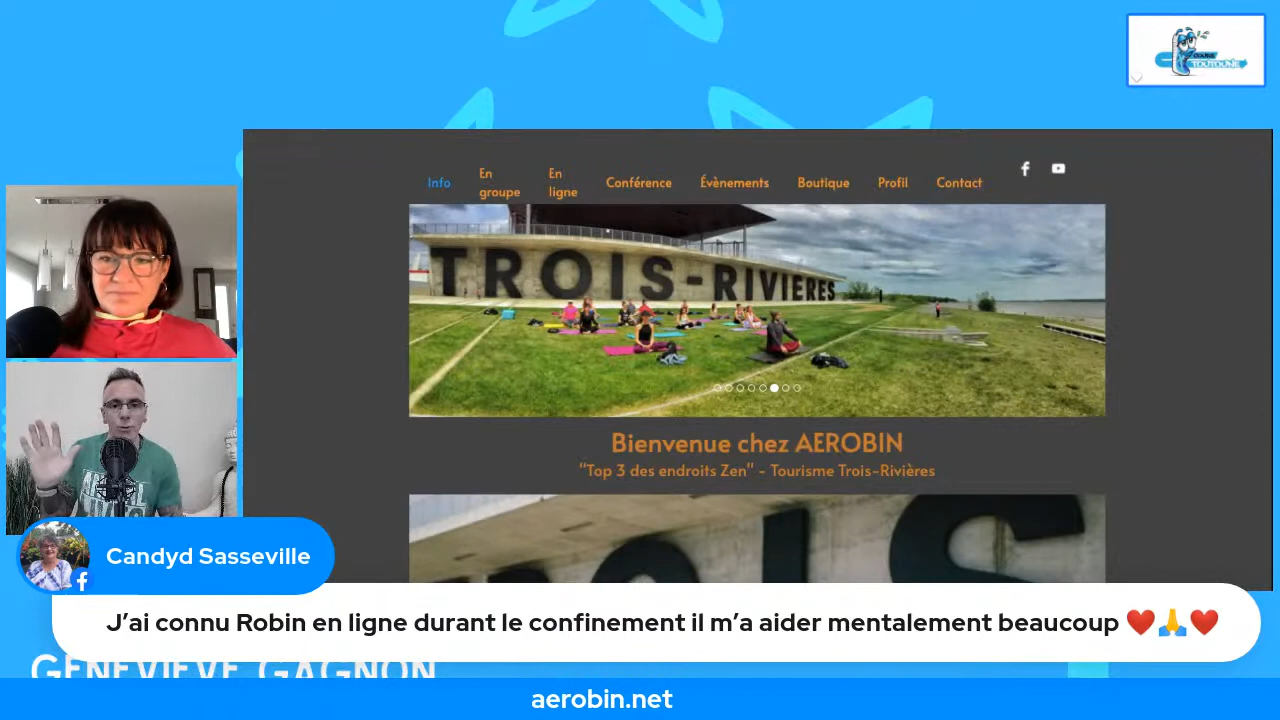 TOUTOUNE
Info
En groupe
En ligne
Conférence
Évènements
Boutique
Profil
Contact
TROIS-RIVIÈRES
Bienvenue chez AEROBIN
"Top 3 des endroits Zen" - Tourisme Trois-Rivières
Candyd Sasseville
J'ai connu Robin en ligne durant le confinement il m'a aider mentalement beaucoup ❤️🙏❤️
GENEVIÈVE GAGNON
aerobin.net